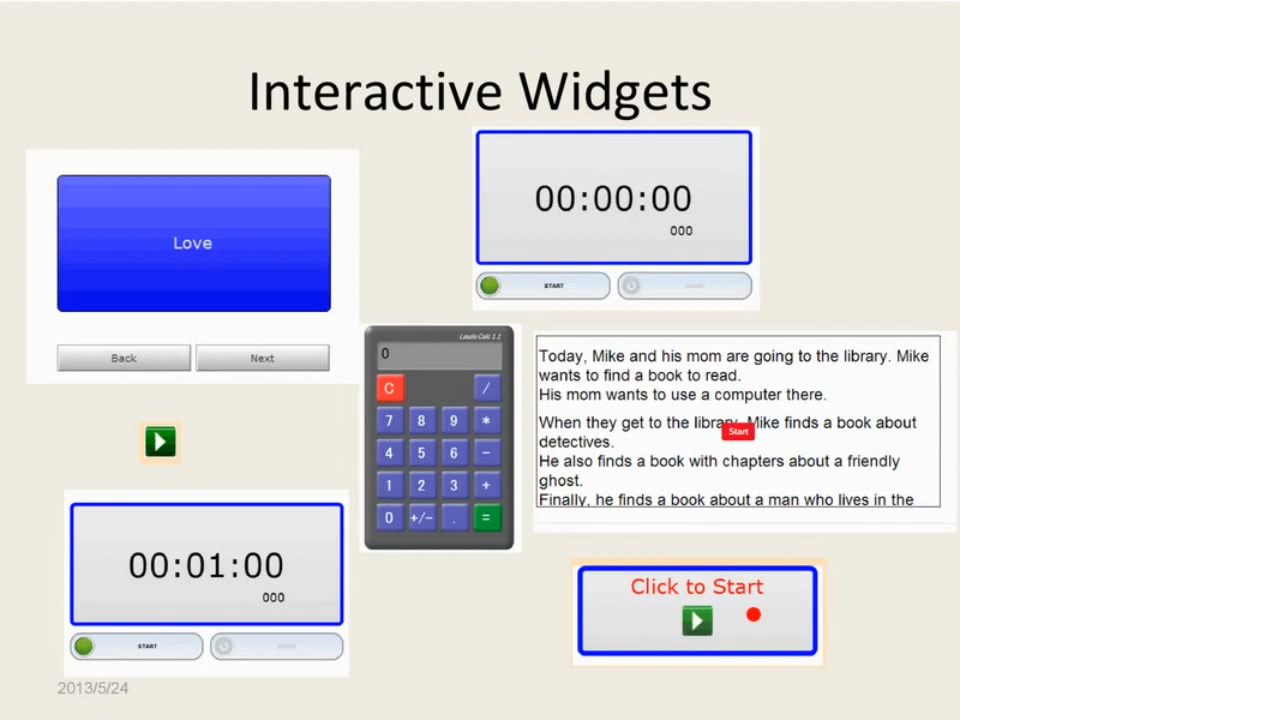 Interactive Widgets
Love
Back
Next
00:00:00
000
START
Laszlo Calc 1.1
0
C /
7 8 9 *
4 5 6 -
1 2 3 +
0 +/- . =
Today, Mike and his mom are going to the library. Mike
wants to find a book to read.
His mom wants to use a computer there.
When they get to the library, Mike finds a book about
detectives.
He also finds a book with chapters about a friendly
ghost.
Finally, he finds a book about a man who lives in the
Start
00:01:00
000
START
Click to Start
2013/5/24